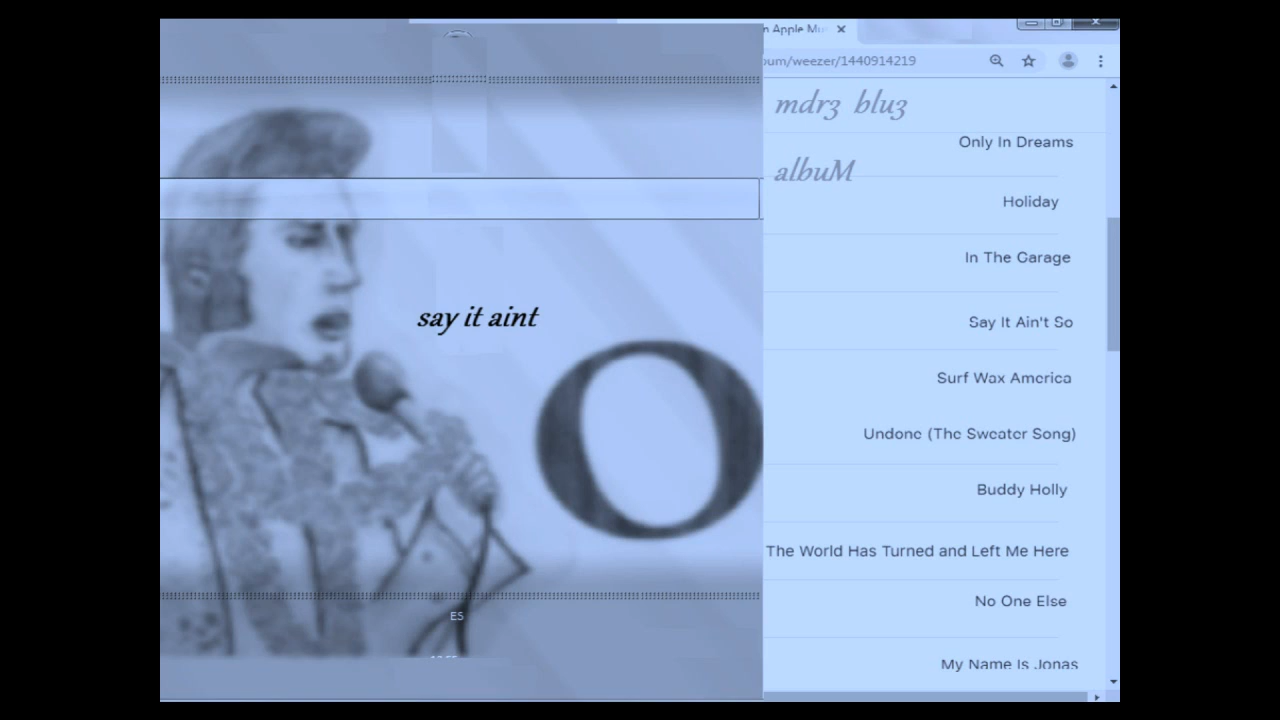 n Apple Mu
bum/weezer/1440914219
mdrʒ bluʒ
Only In Dreams
albuM
Holiday
In The Garage
say it aint
Say It Ain't So
O
Surf Wax America
Undone (The Sweater Song)
Buddy Holly
The World Has Turned and Left Me Here
No One Else
ES
My Name Is Jonas